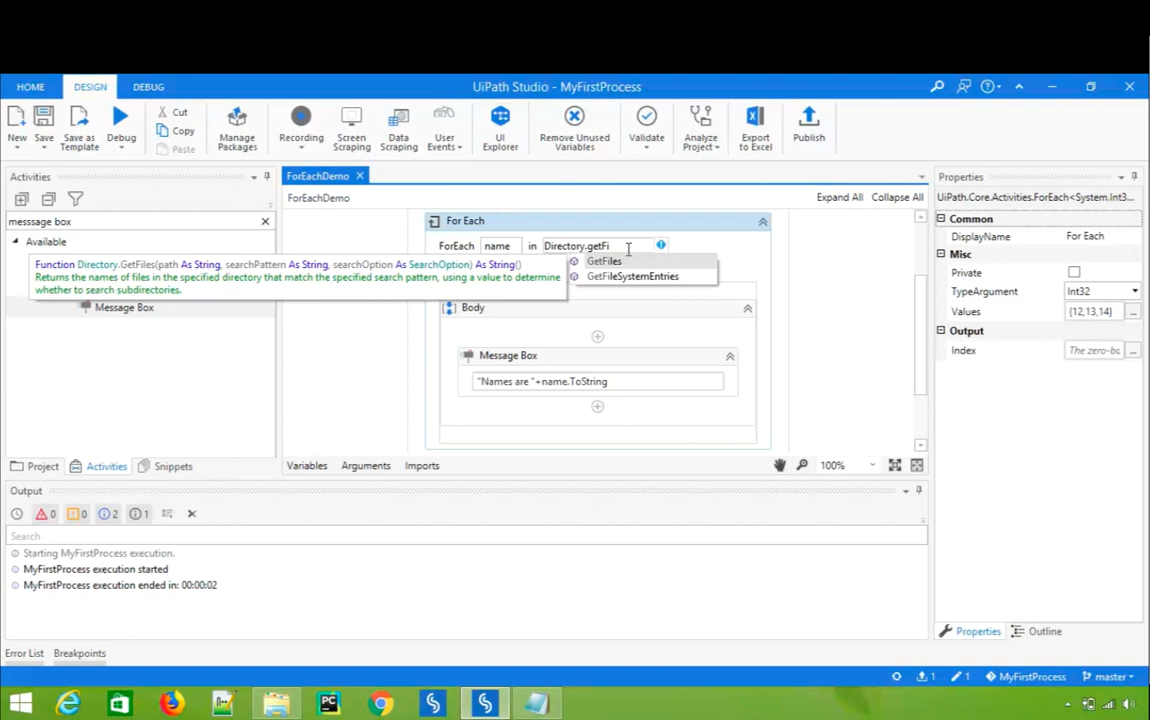 UiPath Studio - MyFirstProcess
HOME DESIGN DEBUG
New Save Save as Template Debug
Cut
Copy
Paste
Manage Packages
Recording
Screen Scraping
Data Scraping
User Events
UI Explorer
Remove Unused Variables
Validate
Analyze Project
Export to Excel
Publish
Activities
messsage box
Available
Message Box
ForEachDemo
ForEachDemo
Expand All Collapse All
For Each
ForEach name in Directory.getFi
GetFiles
GetFileSystemEntries
Function Directory.GetFiles(path As String, searchPattern As String, searchOption As SearchOption) As String()
Returns the names of files in the specified directory that match the specified search pattern, using a value to determine
whether to search subdirectories.
Body
Message Box
"Names are "+name.ToString
Properties
UiPath.Core.Activities.ForEach<System.Int3...
Common
DisplayName For Each
Misc
Private
TypeArgument Int32
Values {12,13,14} ...
Output
Index The zero-ba ...
Project Activities Snippets
Variables Arguments Imports
100%
Output
0 0 2 1
Search
Starting MyFirstProcess execution.
MyFirstProcess execution started
MyFirstProcess execution ended in: 00:00:02
Properties Outline
Error List Breakpoints
1 1 MyFirstProcess master
PC